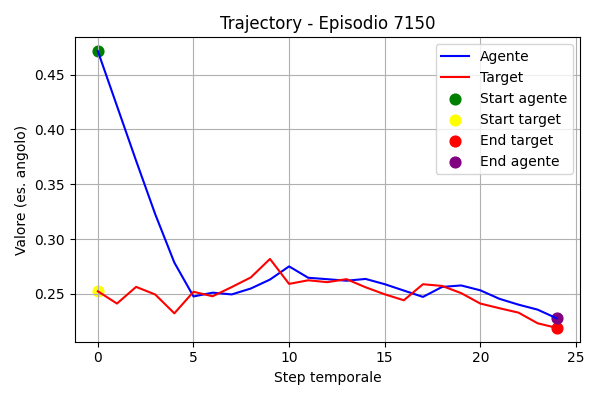 Trajectory - Episodio 7150
Agente
Target
Start agente
Start target
End target
End agente
Valore (es. angolo)
0.45
0.40
0.35
0.30
0.25
0
5
10
15
20
25
Step temporale